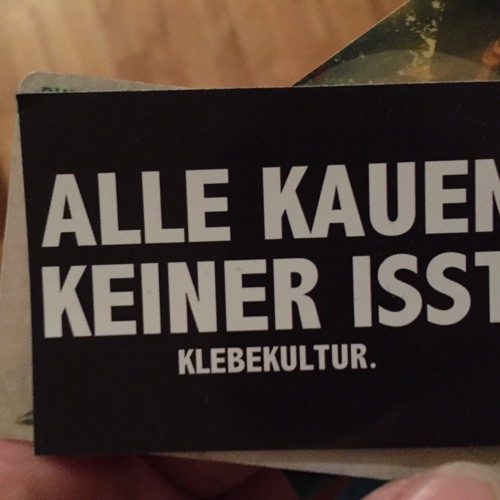 ALLE KAUEN
KEINER ISST
KLEBEKULTUR.